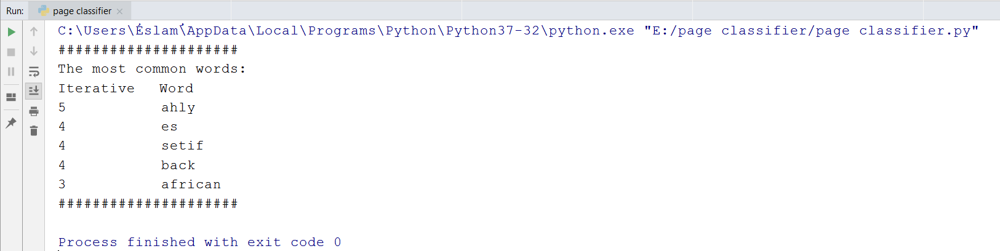 Run: page classifier
C:\Users\Éslam\AppData\Local\Programs\Python\Python37-32\python.exe "E:/page classifier/page classifier.py"
#####################
The most common words:
Iterative Word
5 ahly
4 es
4 setif
4 back
3 african
#####################
Process finished with exit code 0